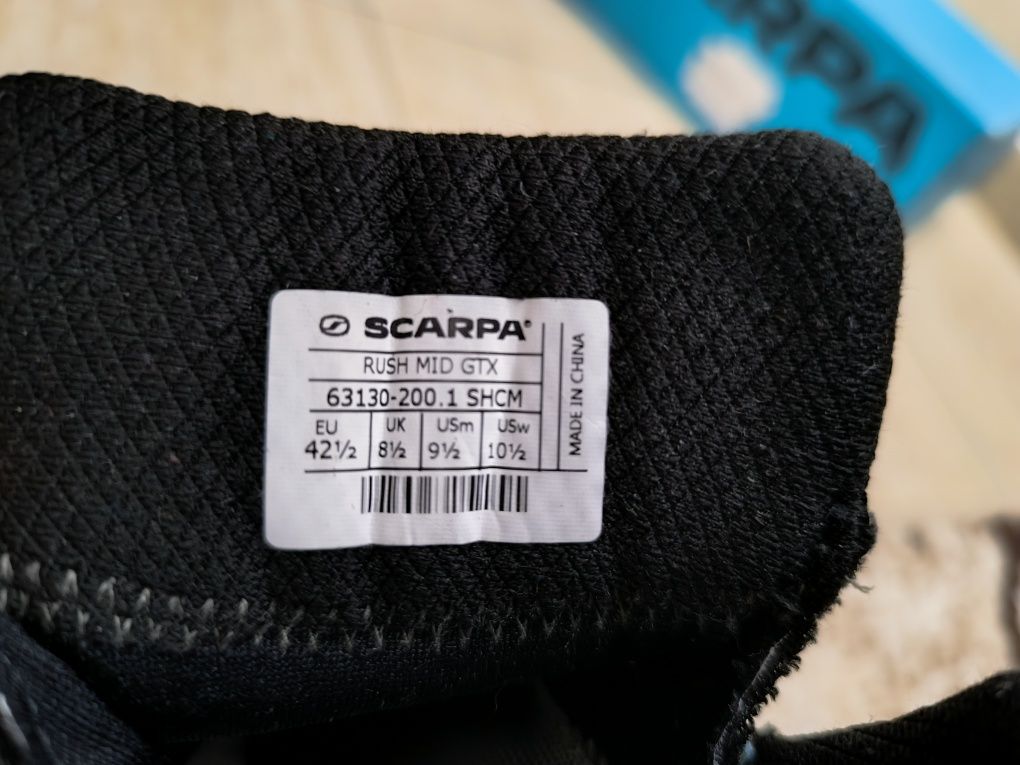 RPA
SCARPA®
RUSH MID GTX
63130-200.1 SHCM
EU UK USm USw
42½ 8½ 9½ 10½
MADE IN CHINA